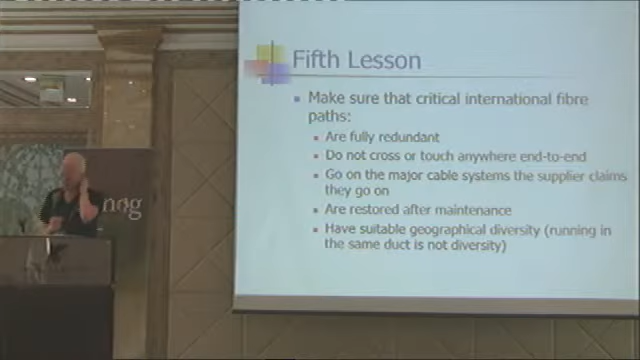 Fifth Lesson
Make sure that critical international fibre
paths:
Are fully redundant
Do not cross or touch anywhere end-to-end
Go on the major cable systems the supplier claims
they go on
Are restored after maintenance
Have suitable geographical diversity (running in
the same duct is not diversity)
nog